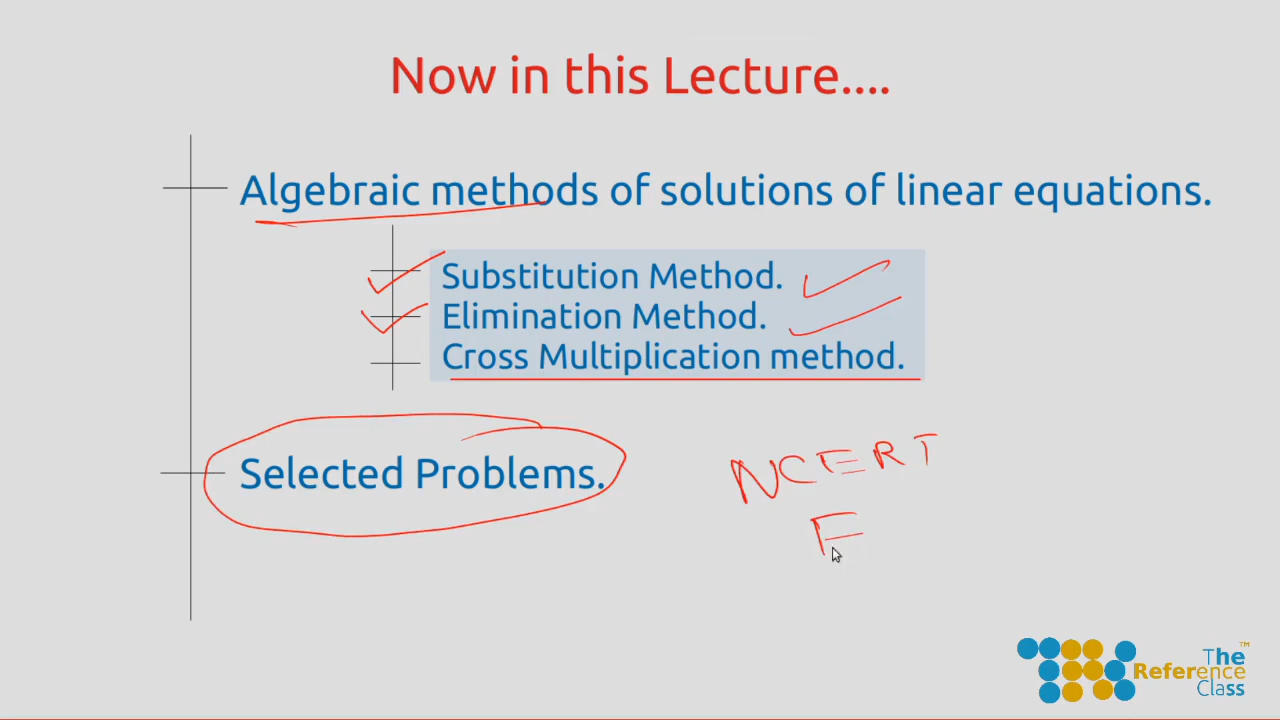 Now in this Lecture....
Algebraic methods of solutions of linear equations.
Substitution Method.
Elimination Method.
Cross Multiplication method.
Selected Problems.
NCERT
E
The
Reference
Class
TM